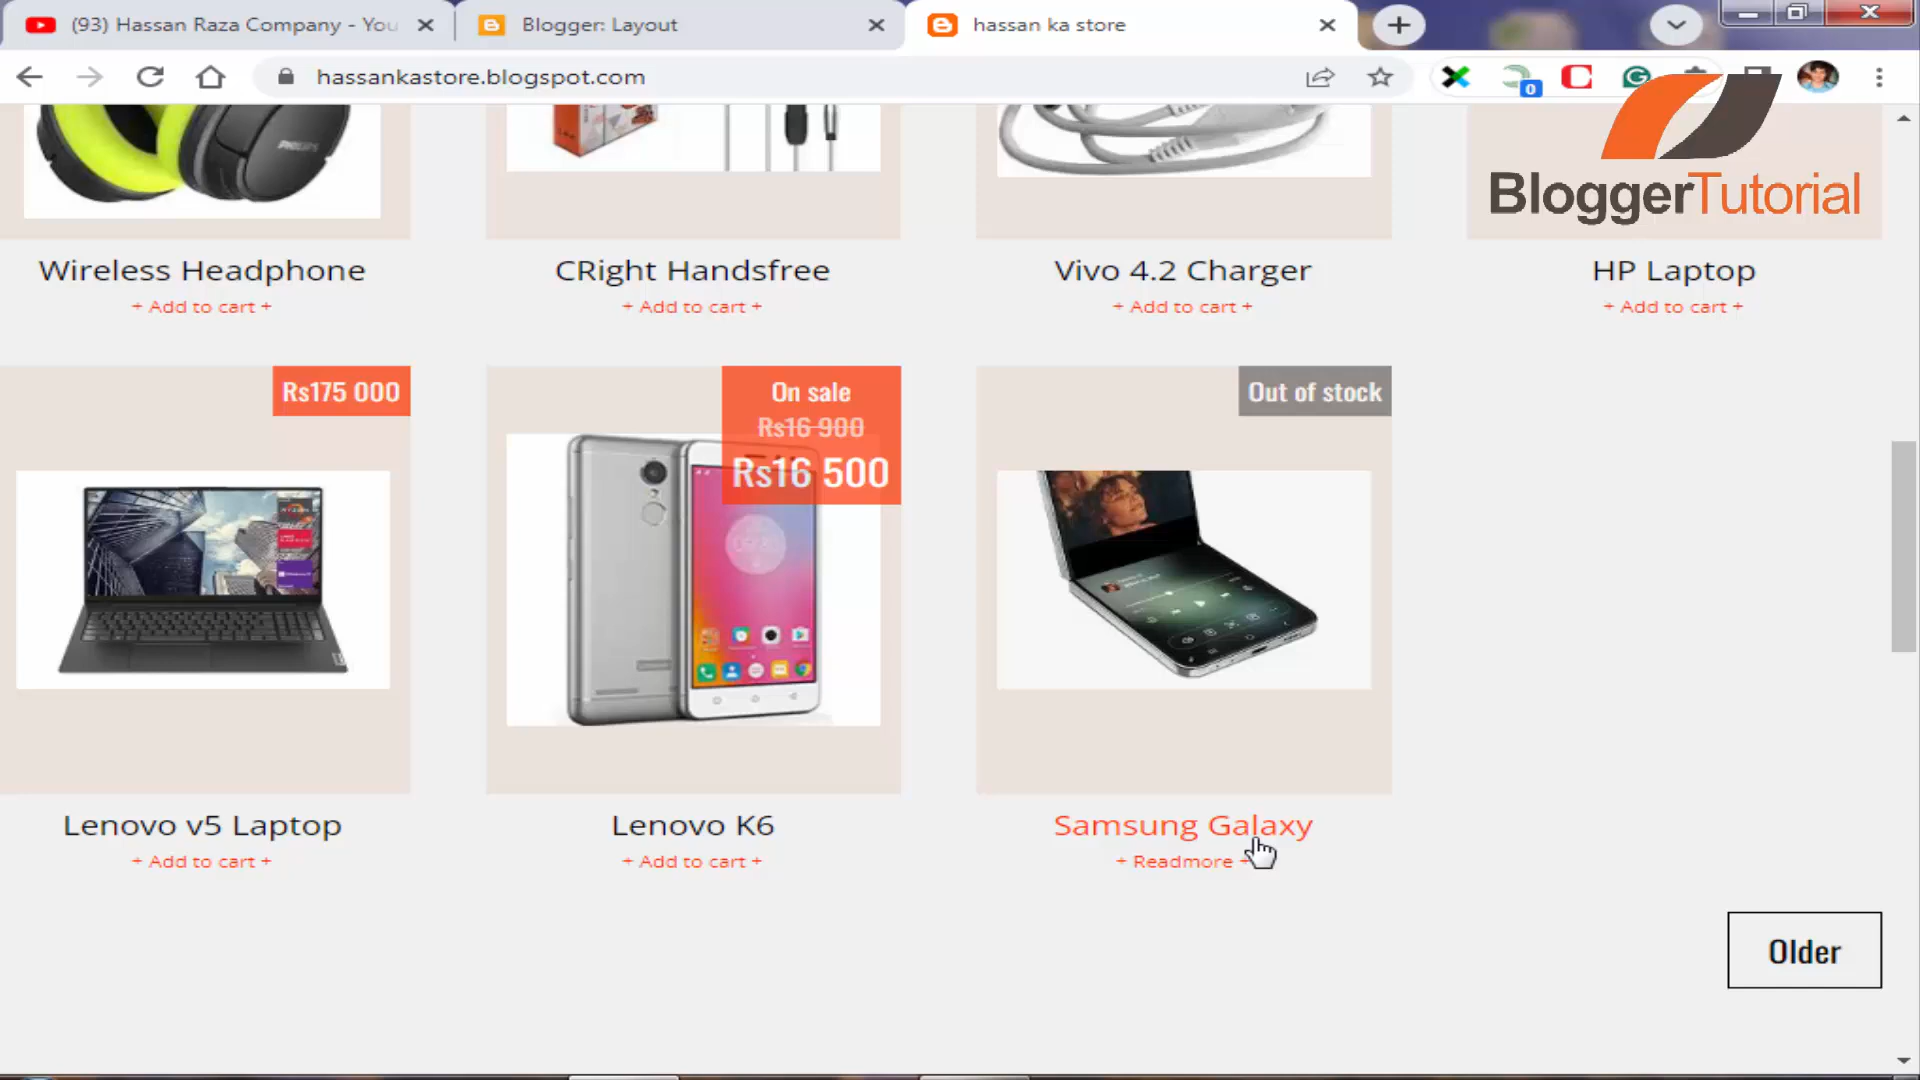 (93) Hassan Raza Company - You
Blogger: Layout
hassan ka store
hassankastore.blogspot.com
0
BloggerTutorial
PHILIPS
Wireless Headphone
+ Add to cart +
CRight Handsfree
+ Add to cart +
Vivo 4.2 Charger
+ Add to cart +
HP Laptop
+ Add to cart +
Rs175 000
On sale
Rs16 900
Rs16 500
Out of stock
Lenovo v5 Laptop
+ Add to cart +
Lenovo K6
+ Add to cart +
Samsung Galaxy
+ Readmore +
Older